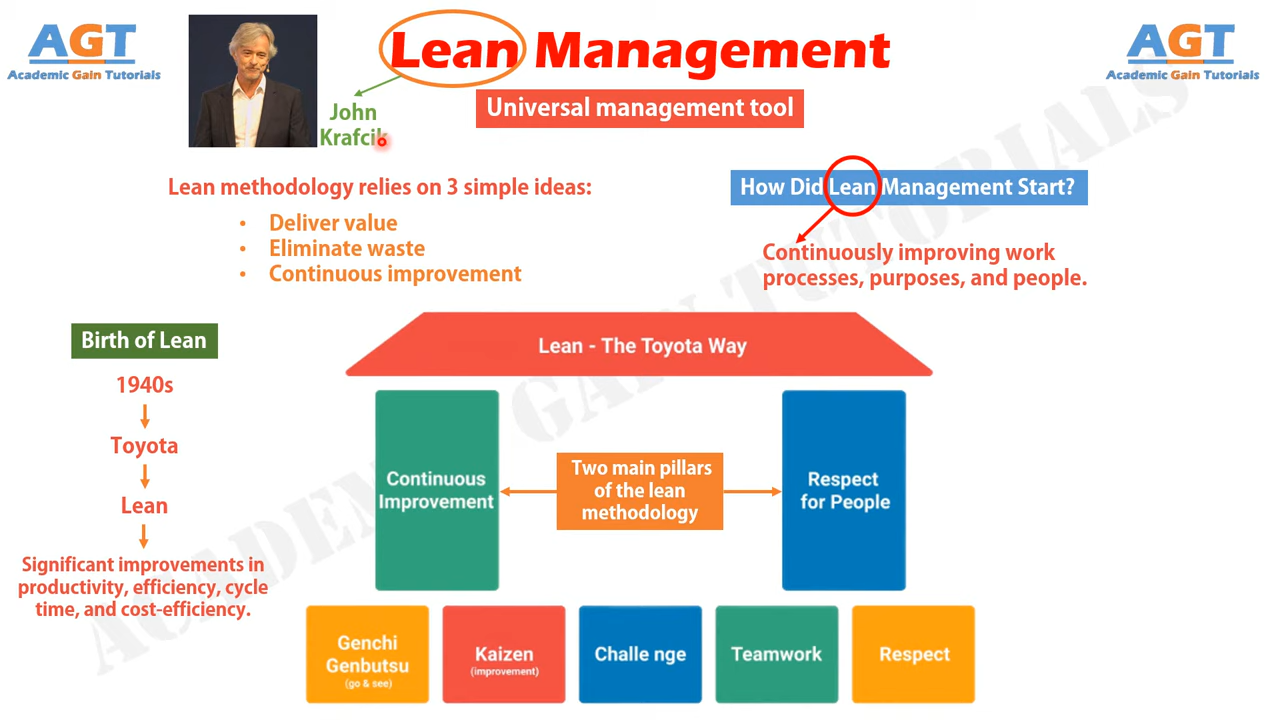 AGT
Academic Gain Tutorials
Lean Management
AGT
Academic Gain Tutorials
John
Krafcik
Universal management tool
Lean methodology relies on 3 simple ideas:
• Deliver value
• Eliminate waste
• Continuous improvement
How Did Lean Management Start?
Continuously improving work
processes, purposes, and people.
Birth of Lean
1940s
Toyota
Lean
Significant improvements in
productivity, efficiency, cycle
time, and cost-efficiency.
Lean - The Toyota Way
Continuous
Improvement
Two main pillars
of the lean
methodology
Respect
for People
Genchi
Genbutsu
(go & see)
Kaizen
(improvement)
Challe nge
Teamwork
Respect
ACADEMIC GAIN TUTORIALS